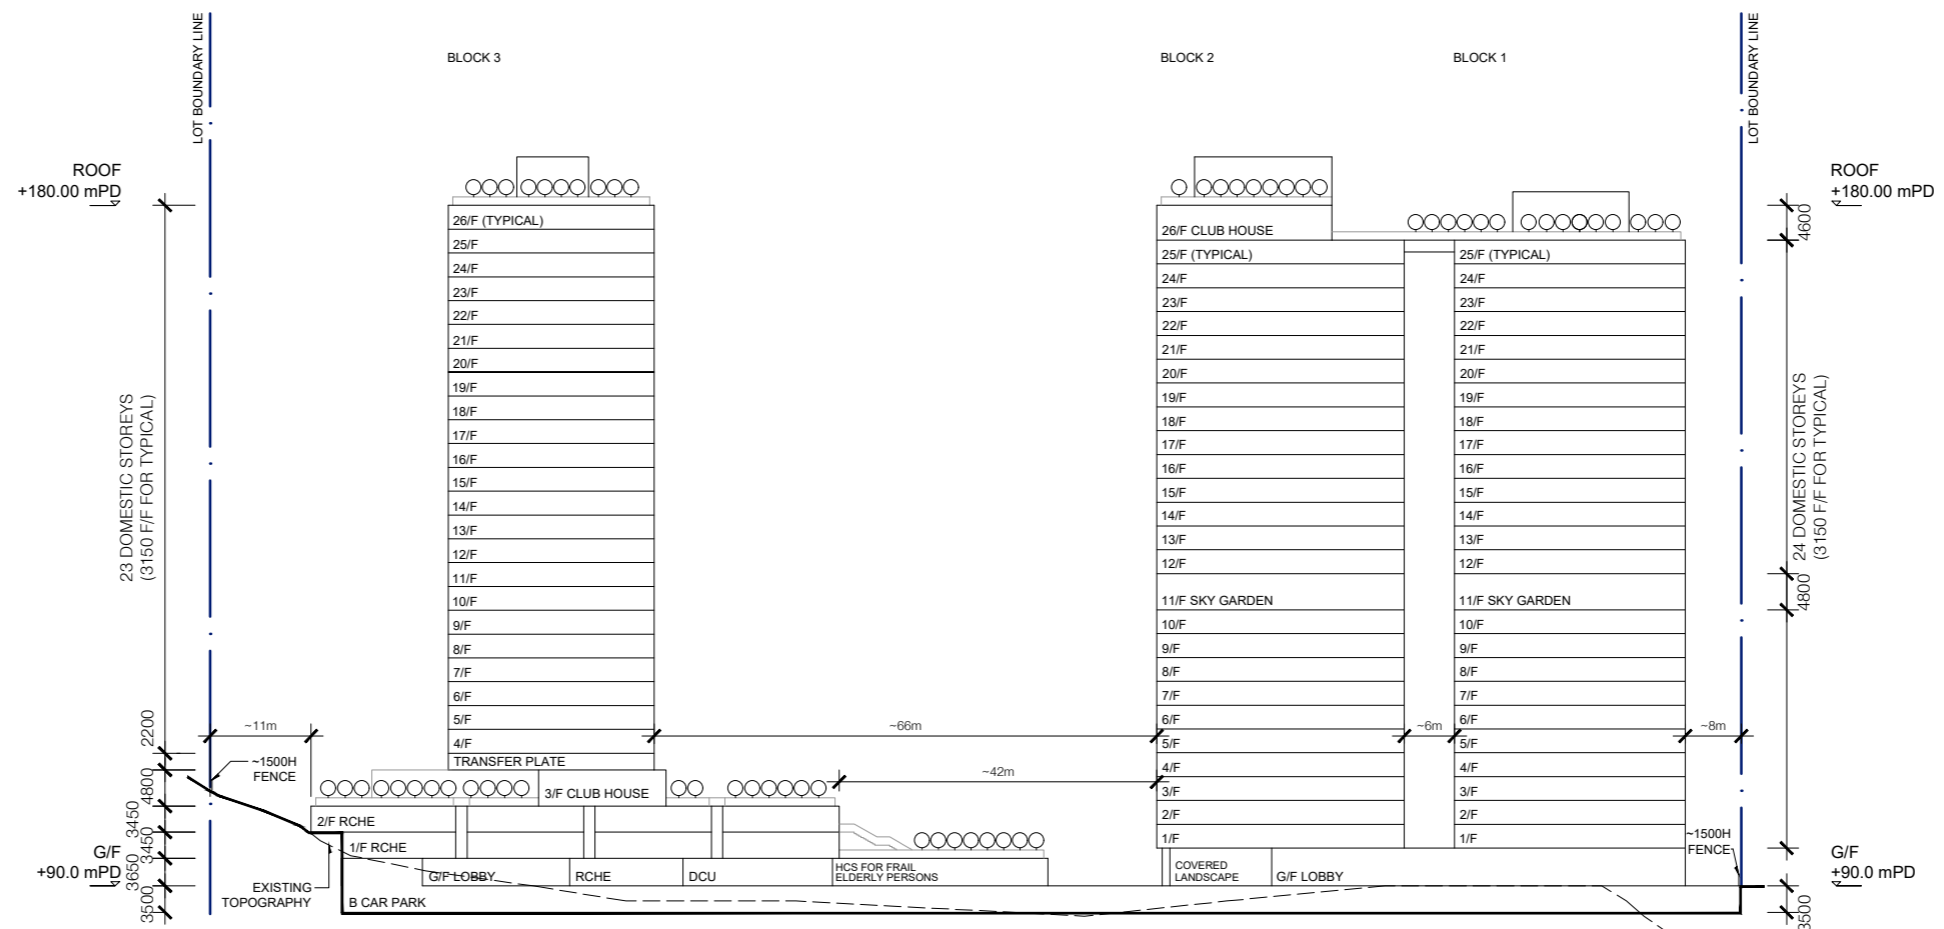 LOT BOUNDARY LINE
BLOCK 3
BLOCK 2
BLOCK 1
LOT BOUNDARY LINE
ROOF
+180.00 mPD
ROOF
+180.00 mPD
23 DOMESTIC STOREYS
(3150 F/F FOR TYPICAL)
2200
4800
3450
3450
3650
3500
G/F
+90.0 mPD
26/F (TYPICAL)
25/F
24/F
23/F
22/F
21/F
20/F
19/F
18/F
17/F
16/F
15/F
14/F
13/F
12/F
11/F
10/F
9/F
8/F
7/F
6/F
5/F
4/F
TRANSFER PLATE
3/F CLUB HOUSE
2/F RCHE
1/F RCHE
G/F LOBBY
RCHE
DCU
HCS FOR FRAIL
ELDERLY PERSONS
B CAR PARK
~11m
~1500H
FENCE
EXISTING
TOPOGRAPHY
~66m
~42m
26/F CLUB HOUSE
25/F (TYPICAL)
24/F
23/F
22/F
21/F
20/F
19/F
18/F
17/F
16/F
15/F
14/F
13/F
12/F
11/F SKY GARDEN
10/F
9/F
8/F
7/F
6/F
5/F
4/F
3/F
2/F
1/F
COVERED
LANDSCAPE
G/F LOBBY
~6m
25/F (TYPICAL)
24/F
23/F
22/F
21/F
20/F
19/F
18/F
17/F
16/F
15/F
14/F
13/F
12/F
11/F SKY GARDEN
10/F
9/F
8/F
7/F
6/F
5/F
4/F
3/F
2/F
1/F
~8m
~1500H
FENCE
4600
24 DOMESTIC STOREYS
(3150 F/F FOR TYPICAL)
4800
G/F
+90.0 mPD
3500